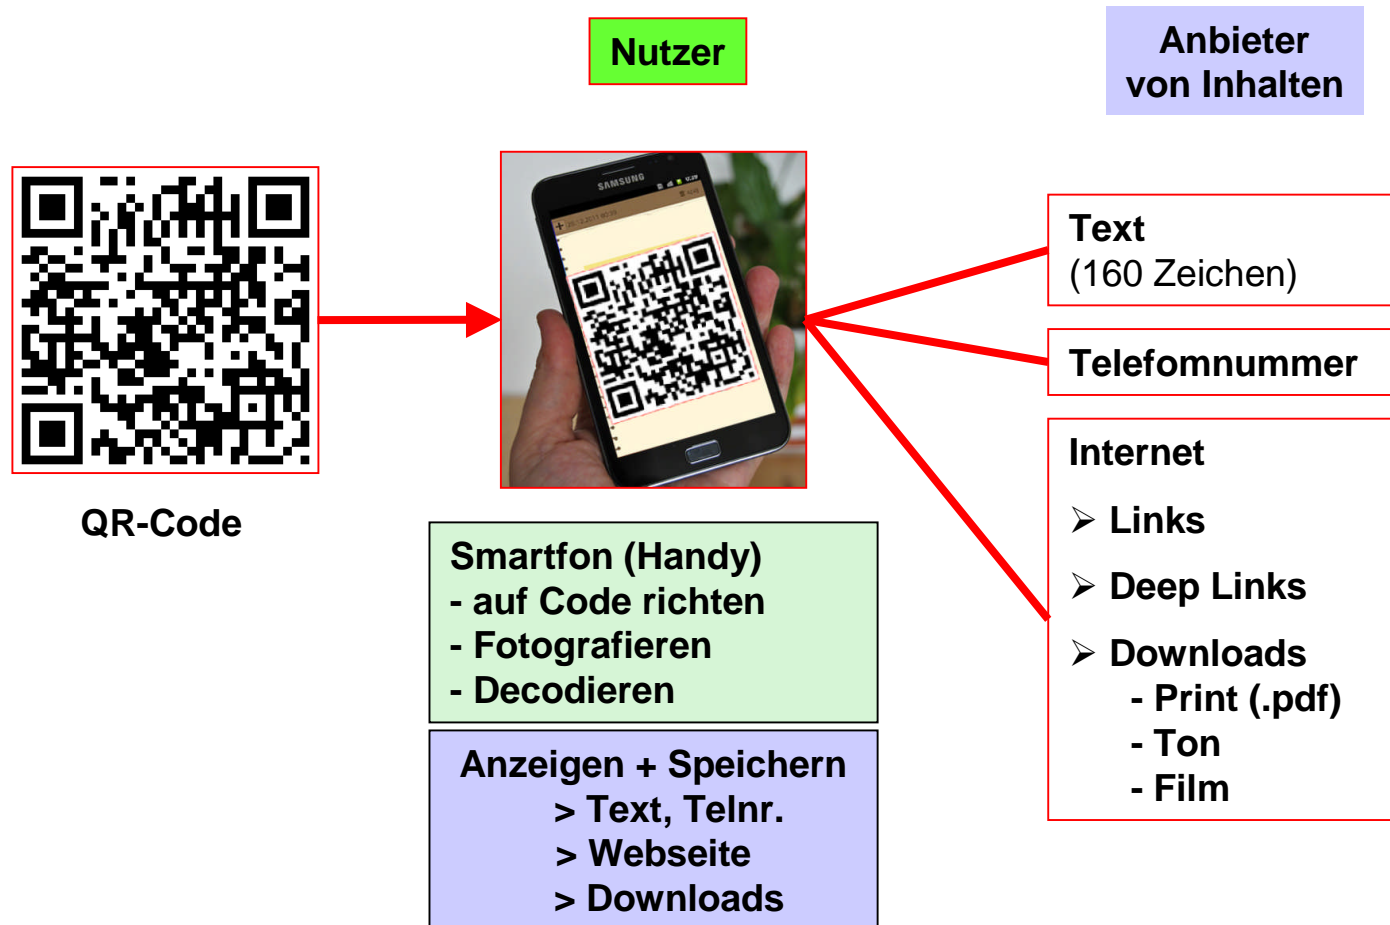 Nutzer
Anbieter
von Inhalten
SAMSUNG
QR-Code
Smartfon (Handy)
- auf Code richten
- Fotografieren
- Decodieren
Anzeigen + Speichern
> Text, Telnr.
> Webseite
> Downloads
Text
(160 Zeichen)
Telefomnummer
Internet
➢ Links
➢ Deep Links
➢ Downloads
- Print (.pdf)
- Ton
- Film